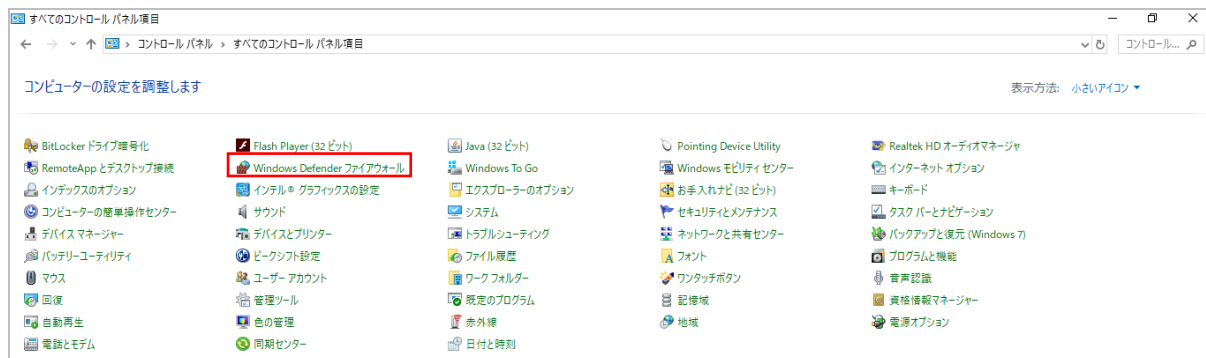 すべてのコントロール パネル項目
コントロール パネル › すべてのコントロール パネル項目
コントロール...
コンピューターの設定を調整します
表示方法: 小さいアイコン
BitLocker ドライブ暗号化 Flash Player (32 ビット) Java (32 ビット) Pointing Device Utility Realtek HD オーディオマネージャ
RemoteApp とデスクトップ接続 Windows Defender ファイアウォール Windows To Go Windows モビリティ センター インターネット オプション
インデックスのオプション インテル® グラフィックスの設定 エクスプローラーのオプション お手入れナビ (32 ビット) キーボード
コンピューターの簡単操作センター サウンド システム セキュリティとメンテナンス タスク バーとナビゲーション
デバイス マネージャー デバイスとプリンター トラブルシューティング ネットワークと共有センター バックアップと復元 (Windows 7)
バッテリーユーティリティ ピークシフト設定 ファイル履歴 フォント プログラムと機能
マウス ユーザー アカウント ワーク フォルダー ワンタッチボタン 音声認識
回復 管理ツール 既定のプログラム 記憶域 資格情報マネージャー
自動再生 色の管理 赤外線 地域 電源オプション
電話とモデム 同期センター 日付と時刻